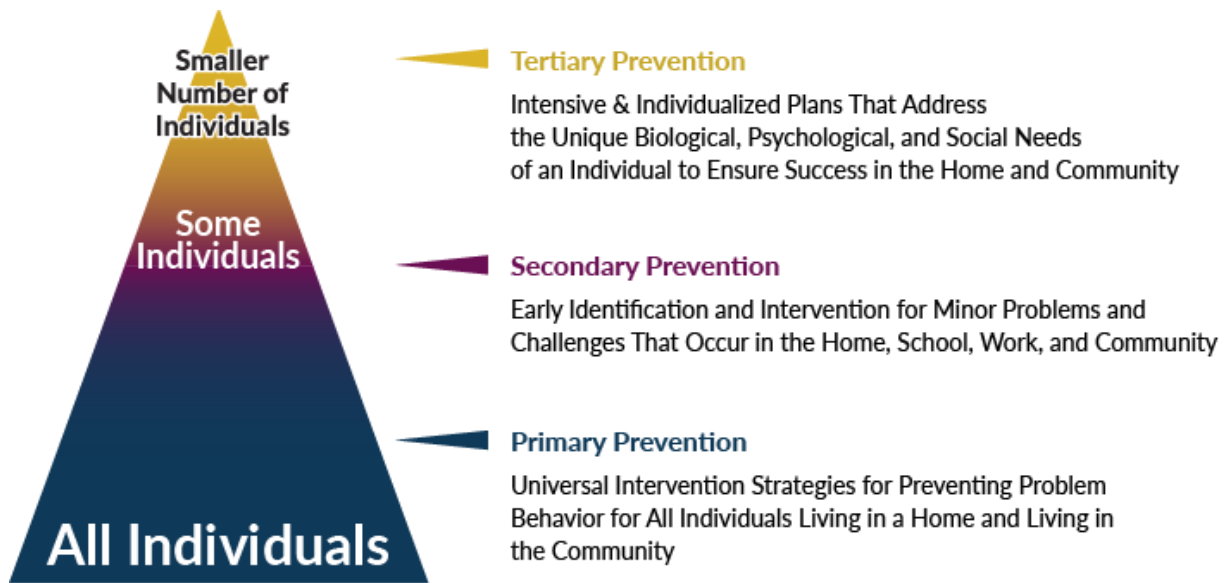 Smaller
Number of
Individuals
Tertiary Prevention
Intensive & Individualized Plans That Address
the Unique Biological, Psychological, and Social Needs
of an Individual to Ensure Success in the Home and Community
Some
Individuals
Secondary Prevention
Early Identification and Intervention for Minor Problems and
Challenges That Occur in the Home, School, Work, and Community
Primary Prevention
Universal Intervention Strategies for Preventing Problem
Behavior for All Individuals Living in a Home and Living in
the Community
All Individuals